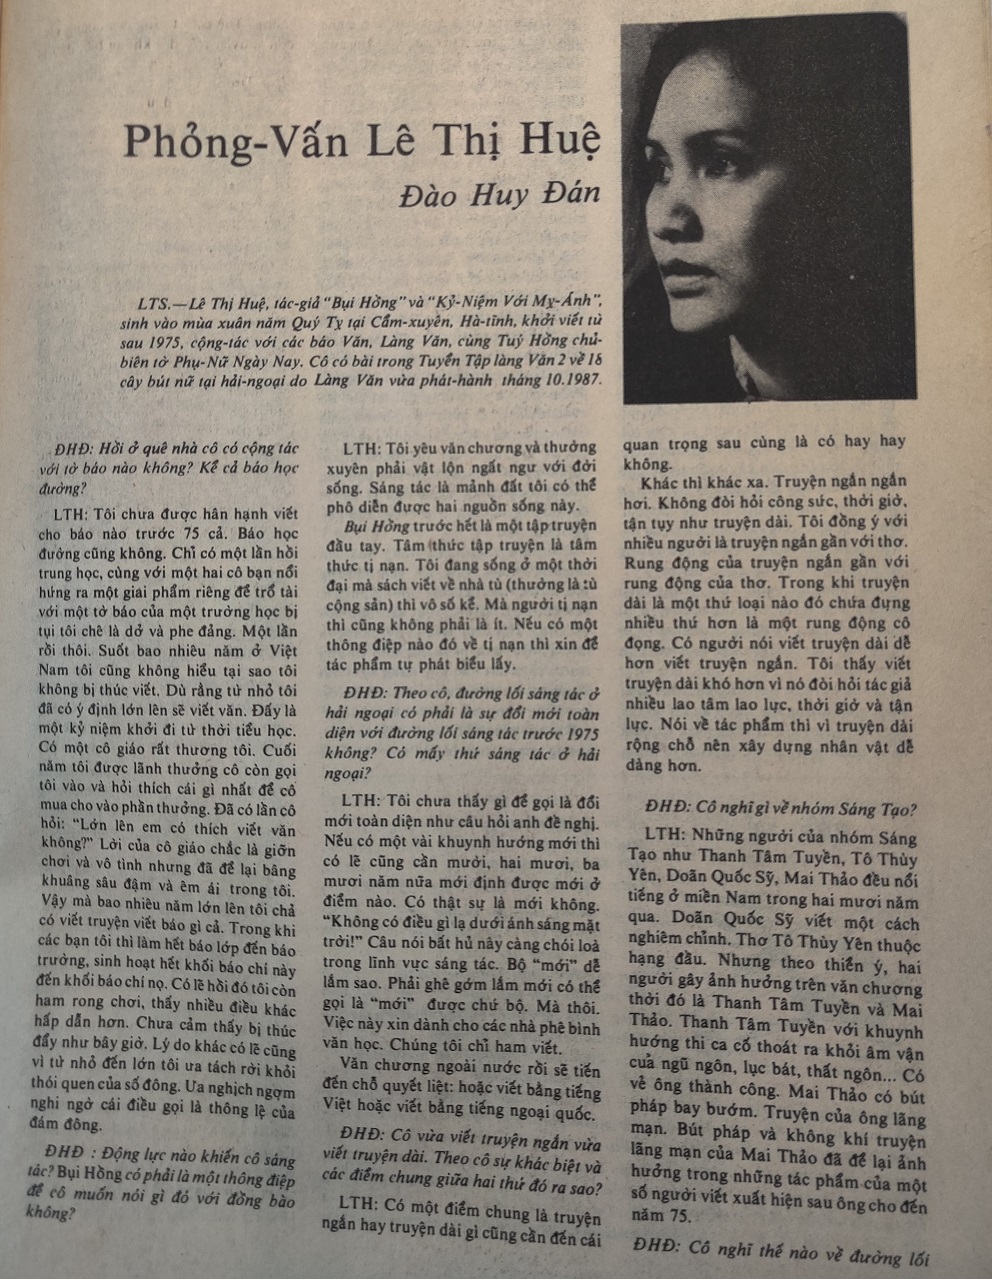 Phỏng-Vấn Lê Thị Huệ
Đào Huy Đán
LTS.—Lê Thị Huệ, tác-giả "Bụi Hồng" và "Kỷ-Niệm Với Mỵ-Ánh",
sinh vào mùa xuân năm Quý Tỵ tại Cẩm-xuyên, Hà-tĩnh, khởi viết từ
sau 1975, cộng-tác với các báo Văn, Làng Văn, cùng Tuý Hồng chủ-
biên tờ Phụ-Nữ Ngày Nay. Cô có bài trong Tuyển Tập làng Văn 2 về 18
cây bút nữ tại hải-ngoại do Làng Văn vừa phát-hành tháng 10.1987.
ĐHĐ: Hồi ở quê nhà cô có cộng tác
với tờ báo nào không? Kể cả báo học
đường?
LTH: Tôi chưa được hân hạnh viết
cho báo nào trước 75 cả. Báo học
đường cũng không. Chỉ có một lần hồi
trung học, cùng với một hai cô bạn nổi
hứng ra một giai phẩm riêng để trổ tài
với một tờ báo của một trường học bị
tụi tôi chê là dở và phe đảng. Một lần
rồi thôi. Suốt bao nhiêu năm ở Việt
Nam tôi cũng không hiểu tại sao tôi
không bị thúc viết. Dù rằng từ nhỏ tôi
đã có ý định lớn lên sẽ viết văn. Đấy là
một kỷ niệm khởi đi từ thời tiểu học.
Có một cô giáo rất thương tôi. Cuối
năm tôi được lãnh thưởng cô còn gọi
tôi vào và hỏi thích cái gì nhất để cô
mua cho vào phần thưởng. Đã có lần cô
hỏi: "Lớn lên em có thích viết văn
không?" Lời của cô giáo chắc là giỡn
chơi và vô tình nhưng đã để lại bâng
khuâng sâu đậm và êm ái trong tôi.
Vậy mà bao nhiêu năm lớn lên tôi chả
có viết truyện viết báo gì cả. Trong khi
các bạn tôi thì làm hết báo lớp đến báo
trường, sinh hoạt hết khối báo chí này
đến khối báo chí nọ. Có lẽ hồi đó tôi còn
ham rong chơi, thấy nhiều điều khác
hấp dẫn hơn. Chưa cảm thấy bị thúc
đẩy như bây giờ. Lý do khác có lẽ cũng
vì từ nhỏ đến lớn tôi ưa tách rời khỏi
thói quen của số đông. Ưa nghịch ngợm
nghi ngờ cái điều gọi là thông lệ của
đám đông.
ĐHĐ : Động lực nào khiến cô sáng
tác? Bụi Hồng có phải là một thông điệp
để cô muốn nói gì đó với đồng bào
không?
LTH: Tôi yêu văn chương và thường
xuyên phải vật lộn ngất ngư với đời
sống. Sáng tác là mảnh đất tôi có thể
phô diễn được hai nguồn sống này.
Bụi Hồng trước hết là một tập truyện
đầu tay. Tâm thức tập truyện là tâm
thức tị nạn. Tôi đang sống ở một thời
đại mà sách viết về nhà tù (thường là tù
cộng sản) thì vô số kể. Mà người tị nạn
thì cũng không phải là ít. Nếu có một
thông điệp nào đó về tị nạn thì xin để
tác phẩm tự phát biểu lấy.
ĐHĐ: Theo cô, đường lối sáng tác ở
hải ngoại có phải là sự đổi mới toàn
diện với đường lối sáng tác trước 1975
không? Có mấy thứ sáng tác ở hải
ngoại?
LTH: Tôi chưa thấy gì để gọi là đổi
mới toàn diện như câu hỏi anh đề nghị.
Nếu có một vài khuynh hướng mới thì
có lẽ cũng cần mười, hai mươi, ba
mươi năm nữa mới định được mới ở
điểm nào. Có thật sự là mới không.
"Không có điều gì lạ dưới ánh sáng mặt
trời!" Câu nói bất hủ này càng chói loà
trong lĩnh vực sáng tác. Bộ "mới" dễ
lắm sao. Phải ghê gớm lắm mới có thể
gọi là "mới" được chứ bộ. Mà thôi.
Việc này xin dành cho các nhà phê bình
văn học. Chúng tôi chỉ ham viết.
Văn chương ngoài nước rồi sẽ tiến
đến chỗ quyết liệt: hoặc viết bằng tiếng
Việt hoặc viết bằng tiếng ngoại quốc.
ĐHĐ: Cô vừa viết truyện ngắn vừa
viết truyện dài. Theo cô sự khác biệt và
các điểm chung giữa hai thứ đó ra sao?
LTH: Có một điểm chung là truyện
ngắn hay truyện dài gì cũng cần đến cái
quan trọng sau cùng là có hay hay
không.
Khác thì khác xa. Truyện ngắn ngắn
hơi. Không đòi hỏi công sức, thời giờ,
tận tụy như truyện dài. Tôi đồng ý với
nhiều người là truyện ngắn gần với thơ.
Rung động của truyện ngắn gần với
rung động của thơ. Trong khi truyện
dài là một thứ loại nào đó chứa đựng
nhiều thứ hơn là một rung động cô
đọng. Có người nói viết truyện dài dễ
hơn viết truyện ngắn. Tôi thấy viết
truyện dài khó hơn vì nó đòi hỏi tác giả
nhiều lao tâm lao lực, thời giờ và tận
lực. Nói về tác phẩm thì vì truyện dài
rộng chỗ nên xây dựng nhân vật dễ
dàng hơn.
ĐHĐ: Cô nghĩ gì về nhóm Sáng Tạo?
LTH: Những người của nhóm Sáng
Tạo như Thanh Tâm Tuyền, Tô Thùy
Yên, Doãn Quốc Sỹ, Mai Thảo đều nổi
tiếng ở miền Nam trong hai mươi năm
qua. Doãn Quốc Sỹ viết một cách
nghiêm chỉnh. Thơ Tô Thùy Yên thuộc
hạng đầu. Nhưng theo thiển ý, hai
người gây ảnh hưởng trên văn chương
thời đó là Thanh Tâm Tuyền và Mai
Thảo. Thanh Tâm Tuyền với khuynh
hướng thi ca cố thoát ra khỏi âm vận
cuả ngũ ngôn, lục bát, thất ngôn... Có
vẻ ông thành công. Mai Thảo có bút
pháp bay bướm. Truyện của ông lãng
mạn. Bút pháp và không khí truyện
lãng mạn của Mai Thảo đã để lại ảnh
hưởng trong những tác phẩm của một
số người viết xuất hiện sau ông cho đến
năm 75.
ĐHĐ: Cô nghĩ thế nào về đường lối